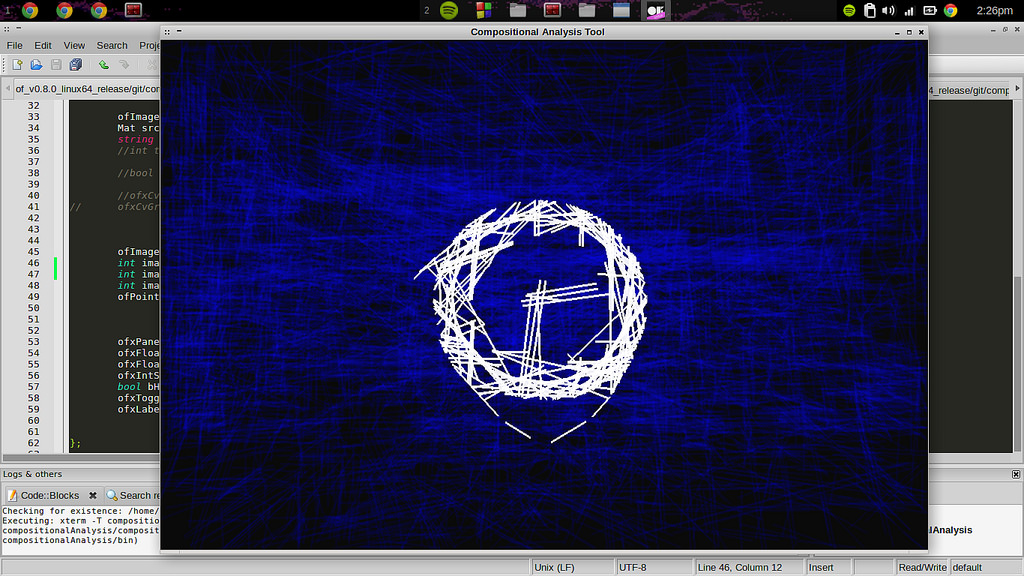 1
2
2:26pm
Compositional Analysis Tool
File Edit View Search Proje
of_v0.8.0_linux64_release/git/com
4_release/git/comp
32
33 ofImage
34 Mat src
35 string
36 //int t
37
38 //bool
39
40 //ofxCv
41 // ofxCvGr
42
43
44
45 ofImage
46 int ima
47 int ima
48 int ima
49 ofPoint
50
51
52
53 ofxPane
54 ofxFloa
55 ofxFloa
56 ofxIntS
57 bool bH
58 ofxTogg
59 ofxLabe
60
61
62 };
Logs & others
Code::Blocks Search re
Checking for existence: /home/
Executing: xterm -T compositio
compositionalAnalysis/composit
lAnalysis
compositionalAnalysis/bin)
Unix (LF) UTF-8 Line 46, Column 12 Insert Read/Write default